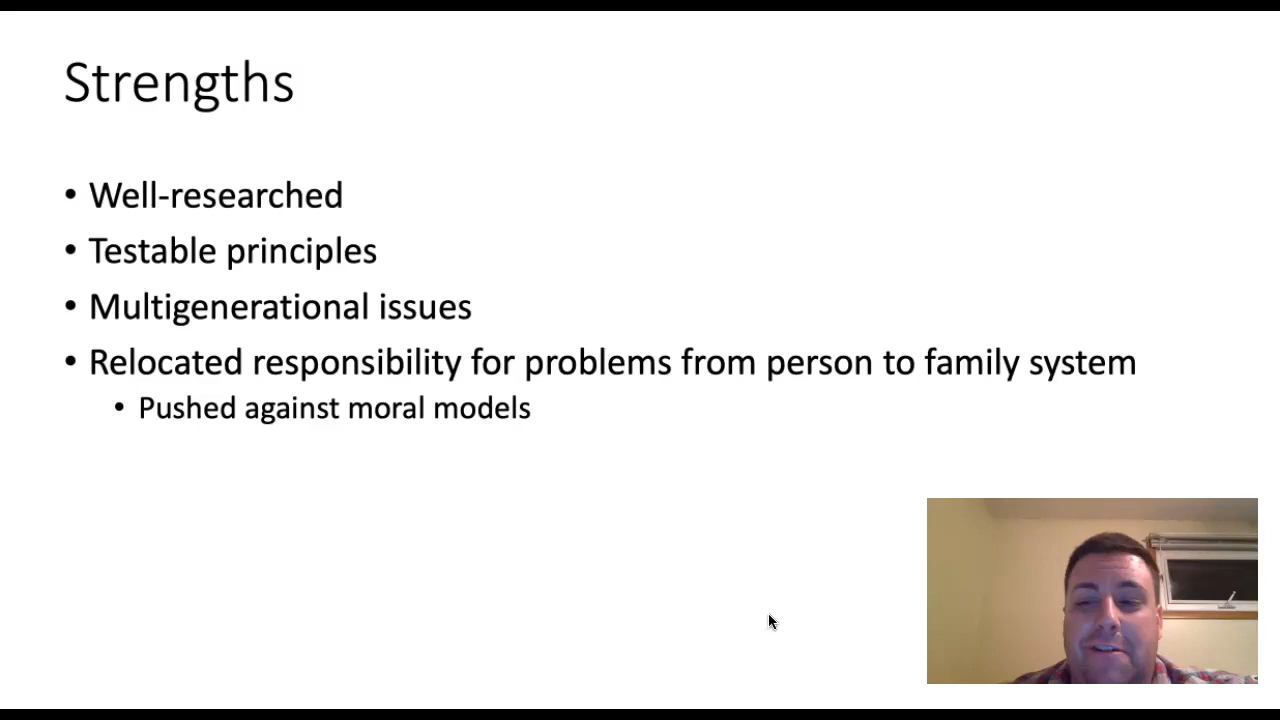 Strengths
• Well-researched
• Testable principles
• Multigenerational issues
• Relocated responsibility for problems from person to family system
• Pushed against moral models